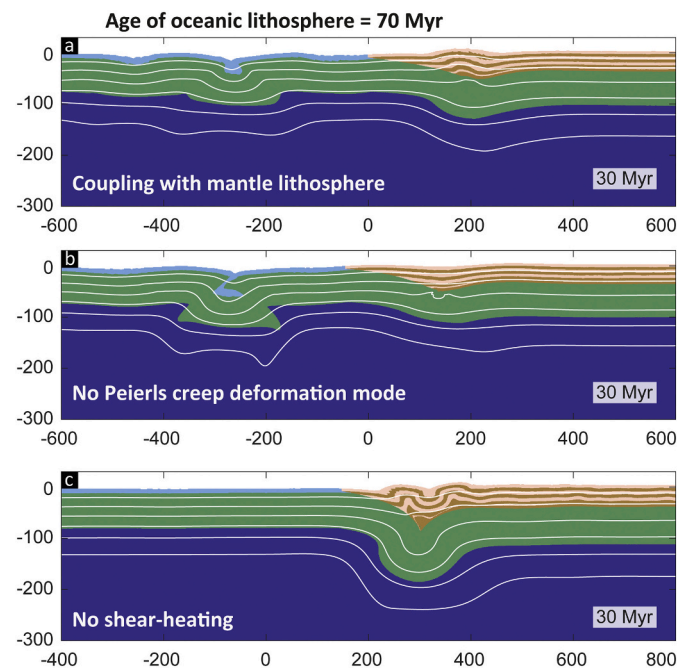 Age of oceanic lithosphere = 70 Myr
a
0
-100
-200
-300
Coupling with mantle lithosphere
30 Myr
-600 -400 -200 0 200 400 600
b
0
-100
-200
-300
No Peierls creep deformation mode
30 Myr
-600 -400 -200 0 200 400 600
c
0
-100
-200
-300
No shear-heating
30 Myr
-400 -200 0 200 400 600 800